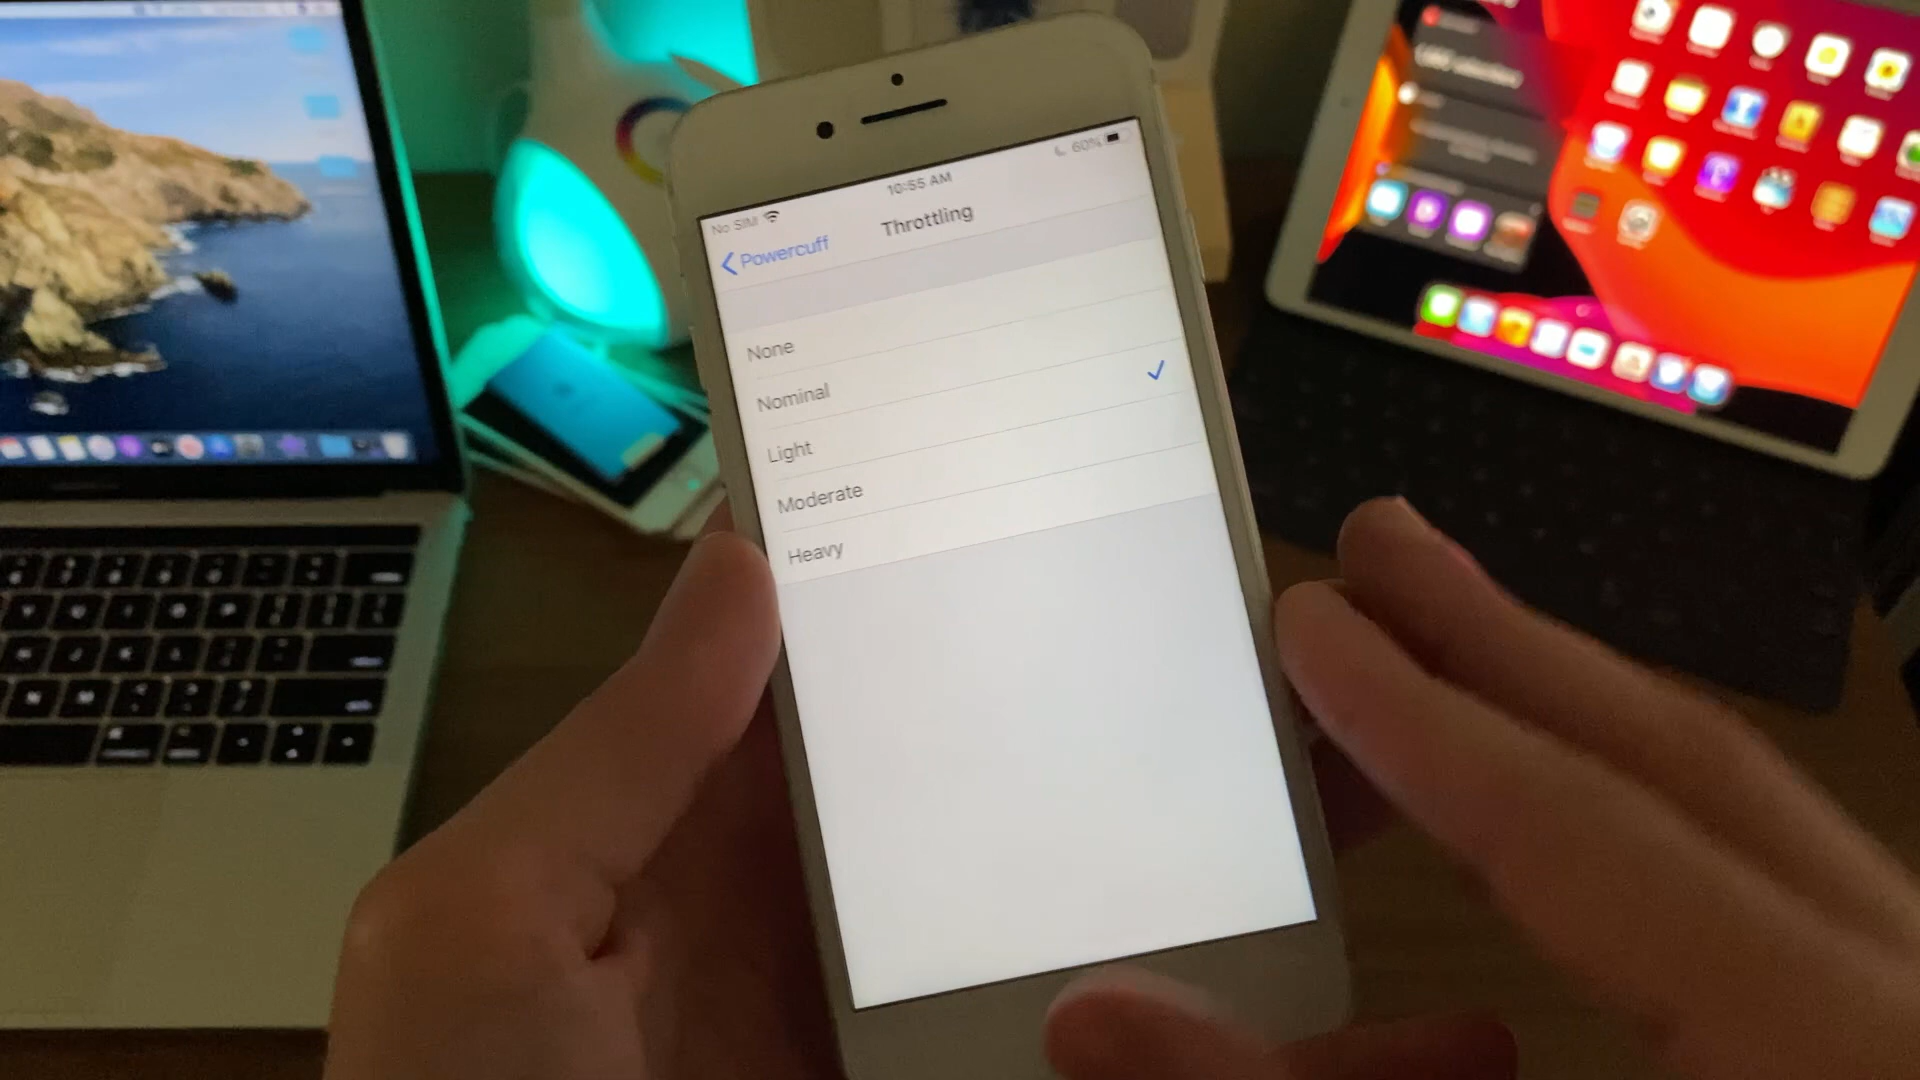 No SIM 10:55 AM 60%
Powercuff Throttling
None
Nominal
Light
Moderate
Heavy